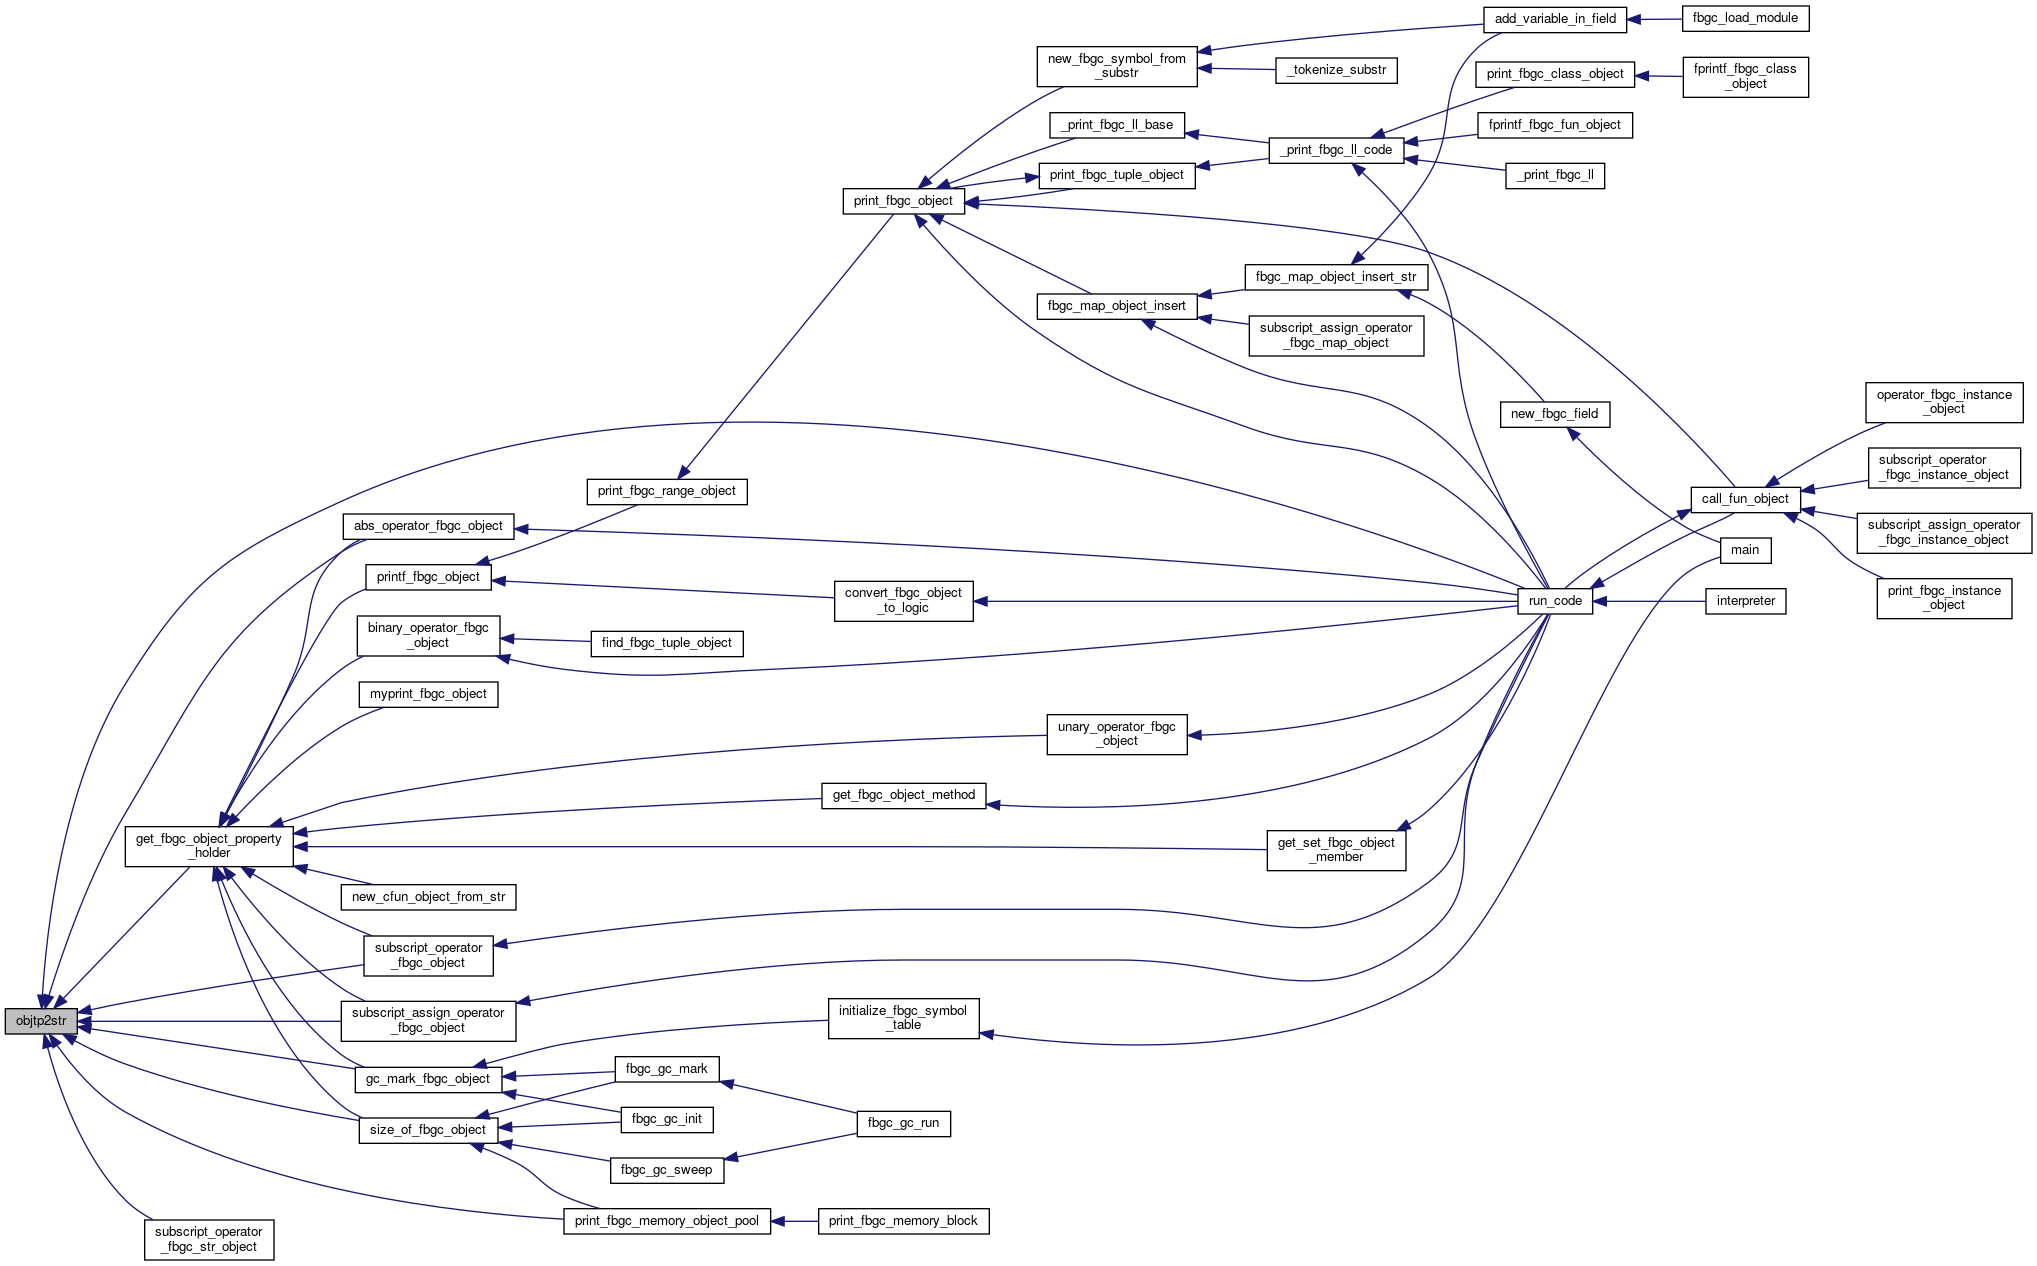 add_variable_in_field
fbgc_load_module
new_fbgc_symbol_from
_substr
_tokenize_substr
print_fbgc_class_object
fprintf_fbgc_class
_object
_print_fbgc_ll_base
fprintf_fbgc_fun_object
_print_fbgc_ll_code
print_fbgc_tuple_object
_print_fbgc_ll
print_fbgc_object
fbgc_map_object_insert_str
fbgc_map_object_insert
subscript_assign_operator
_fbgc_map_object
operator_fbgc_instance
_object
new_fbgc_field
subscript_operator
_fbgc_instance_object
print_fbgc_range_object
call_fun_object
abs_operator_fbgc_object
subscript_assign_operator
_fbgc_instance_object
main
printf_fbgc_object
convert_fbgc_object
_to_logic
run_code
interpreter
print_fbgc_instance
_object
binary_operator_fbgc
_object
find_fbgc_tuple_object
myprint_fbgc_object
unary_operator_fbgc
_object
get_fbgc_object_method
get_fbgc_object_property
_holder
get_set_fbgc_object
_member
new_cfun_object_from_str
subscript_operator
_fbgc_object
objtp2str
subscript_assign_operator
_fbgc_object
initialize_fbgc_symbol
_table
gc_mark_fbgc_object
fbgc_gc_mark
fbgc_gc_init
fbgc_gc_run
size_of_fbgc_object
fbgc_gc_sweep
print_fbgc_memory_object_pool
print_fbgc_memory_block
subscript_operator
_fbgc_str_object